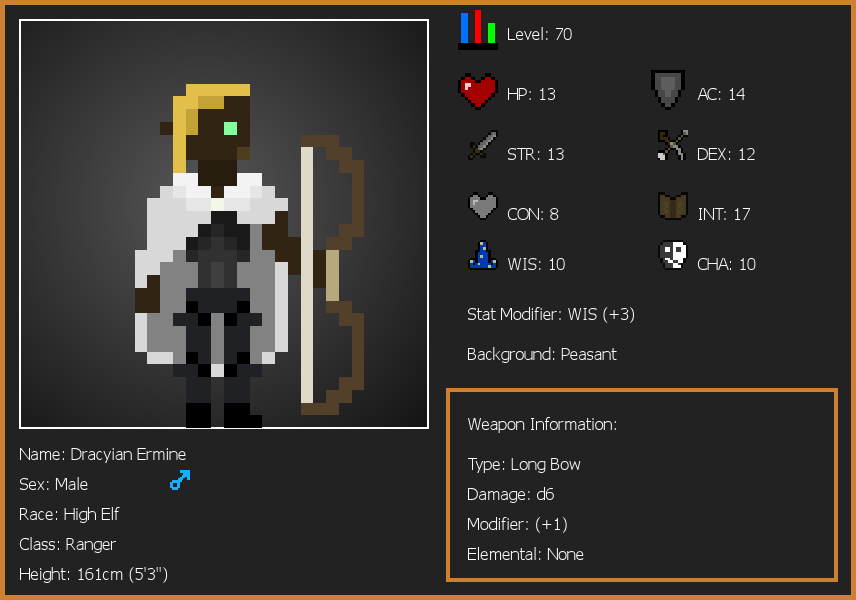 Level: 70
HP: 13
AC: 14
STR: 13
DEX: 12
CON: 8
INT: 17
WIS: 10
CHA: 10
Stat Modifier: WIS (+3)
Background: Peasant
Weapon Information:
Type: Long Bow
Damage: d6
Modifier: (+1)
Elemental: None
Name: Dracyian Ermine
Sex: Male
Race: High Elf
Class: Ranger
Height: 161cm (5'3")